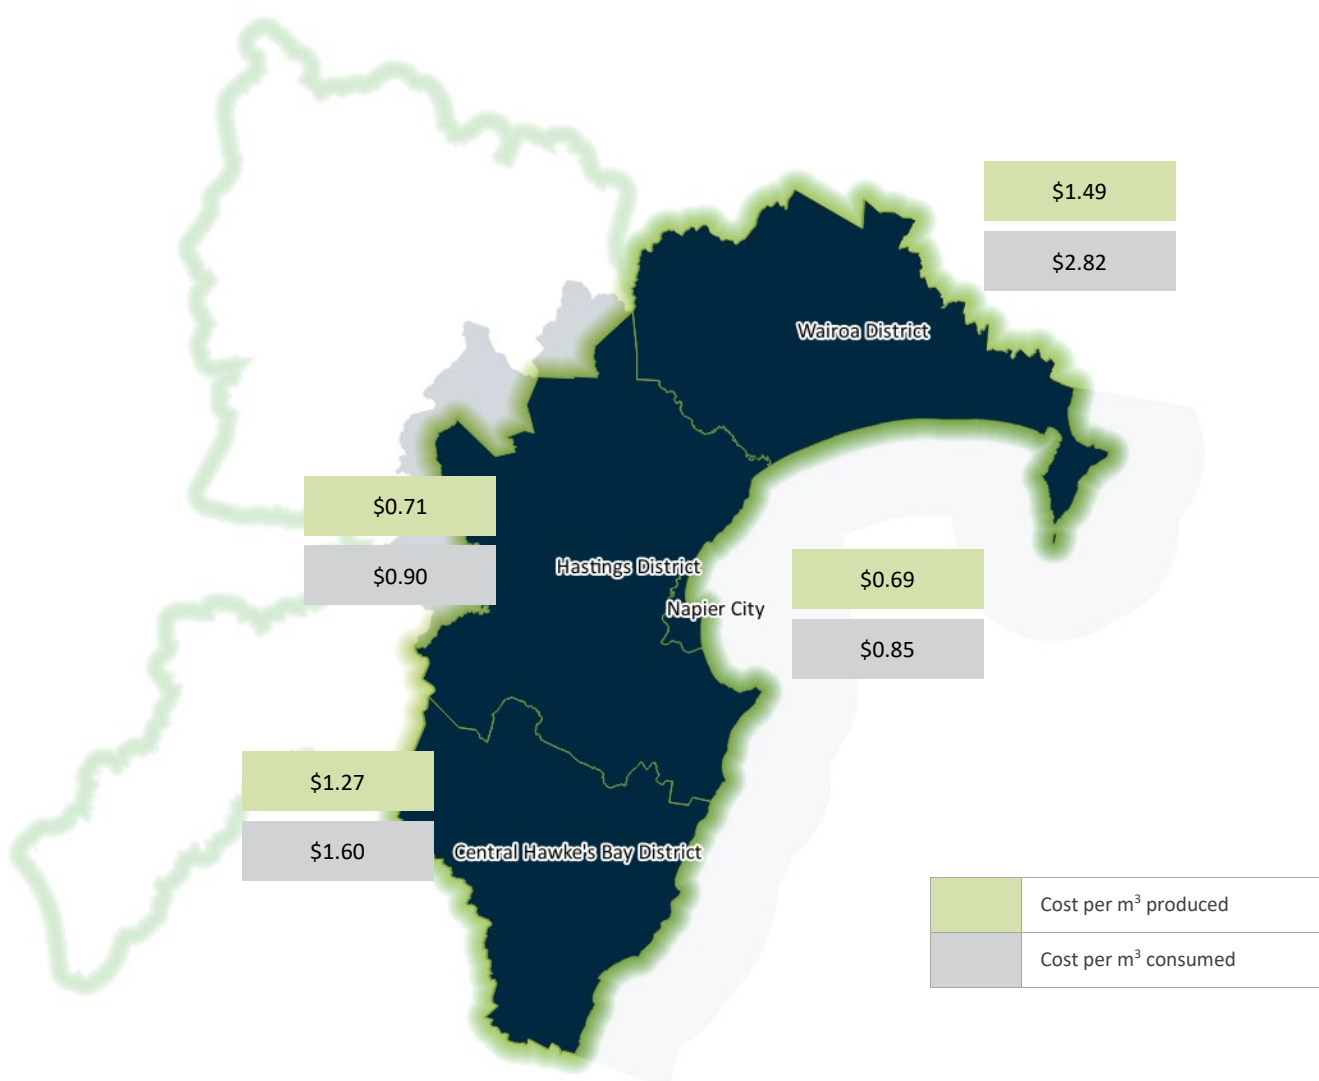 $1.49
$2.82
Wairoa District
$0.71
$0.90
Hastings District
Napier City
$0.69
$0.85
$1.27
$1.60
Central Hawke's Bay District
Cost per m³ produced
Cost per m³ consumed